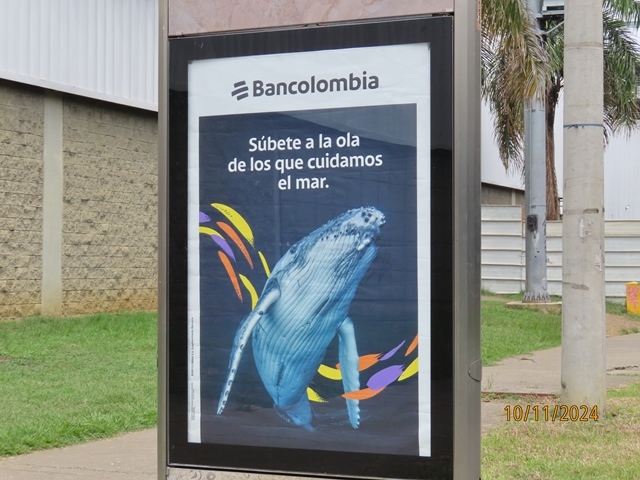 Bancolombia
Súbete a la ola
de los que cuidamos
el mar.
10/11/2024